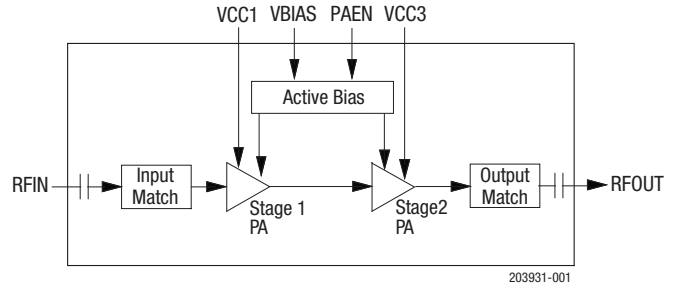 VCC1 VBIAS PAEN VCC3
Active Bias
RFIN
Input
Match
Stage 1
PA
Stage2
PA
Output
Match
RFOUT
203931-001